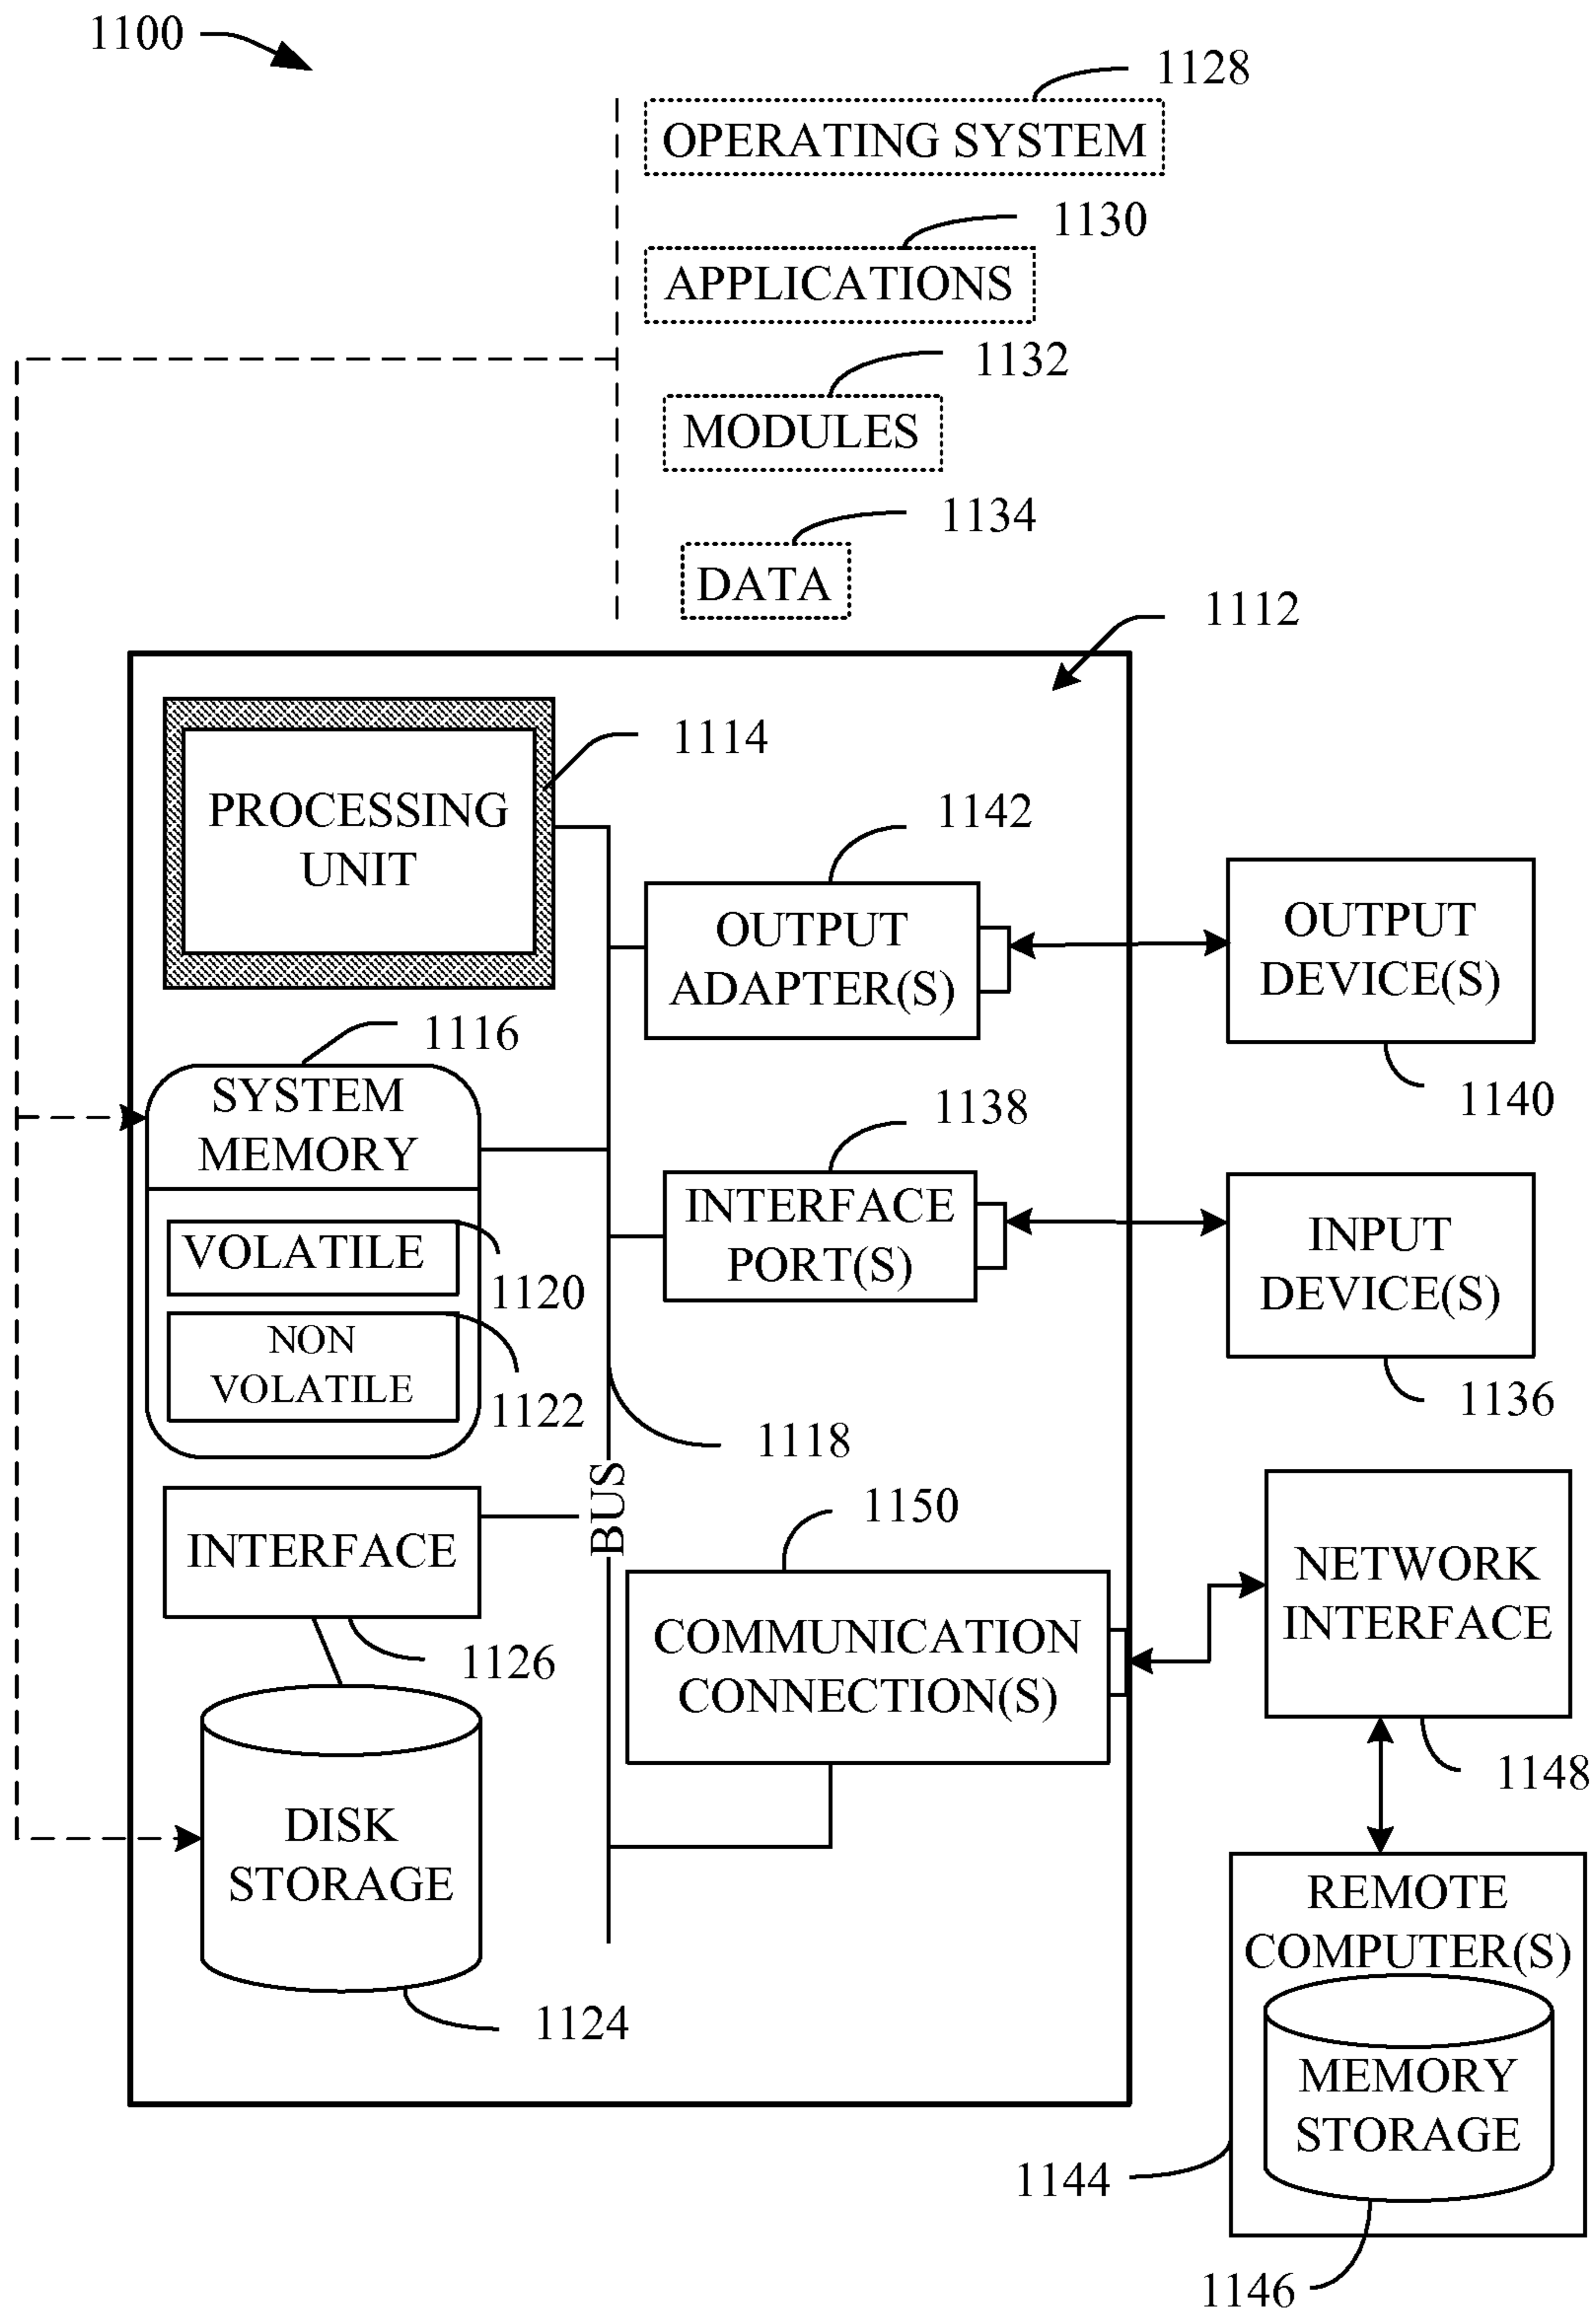 1100
1128
OPERATING SYSTEM
1130
APPLICATIONS
1132
MODULES
1134
DATA
1112
1114
PROCESSING
UNIT
1142
OUTPUT
ADAPTER(S)
OUTPUT
DEVICE(S)
1140
1116
SYSTEM
MEMORY
VOLATILE
1120
NON
VOLATILE
1122
1138
INTERFACE
PORT(S)
INPUT
DEVICE(S)
1136
1118
BUS
INTERFACE
1126
1150
COMMUNICATION
CONNECTION(S)
NETWORK
INTERFACE
1148
DISK
STORAGE
1124
REMOTE
COMPUTER(S)
MEMORY
STORAGE
1144
1146